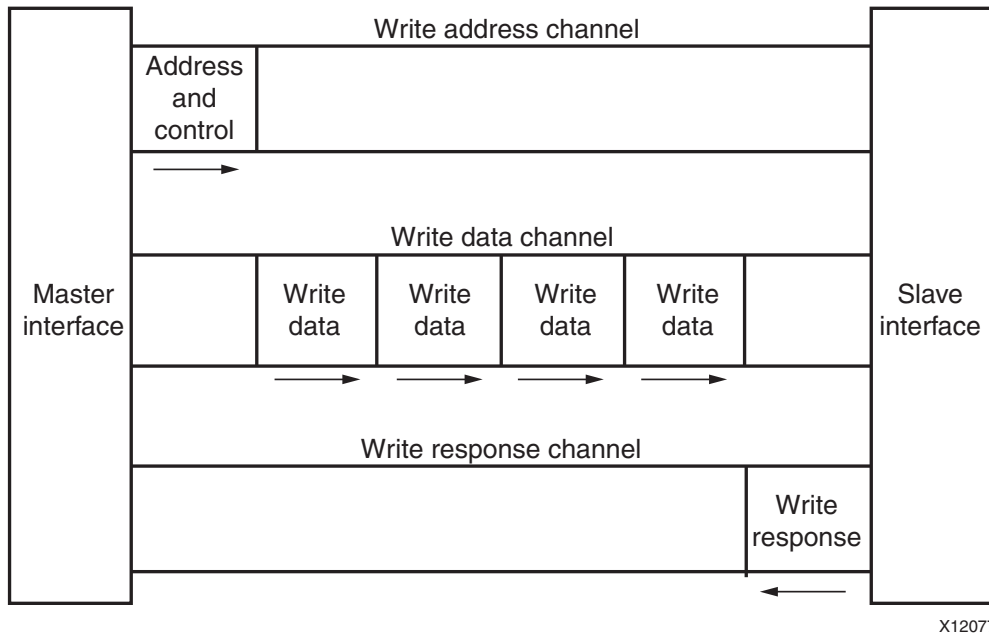 Write address channel
Address
and
control
Write data channel
Master
interface
Write
data
Write
data
Write
data
Write
data
Slave
interface
Write response channel
Write
response
X1207